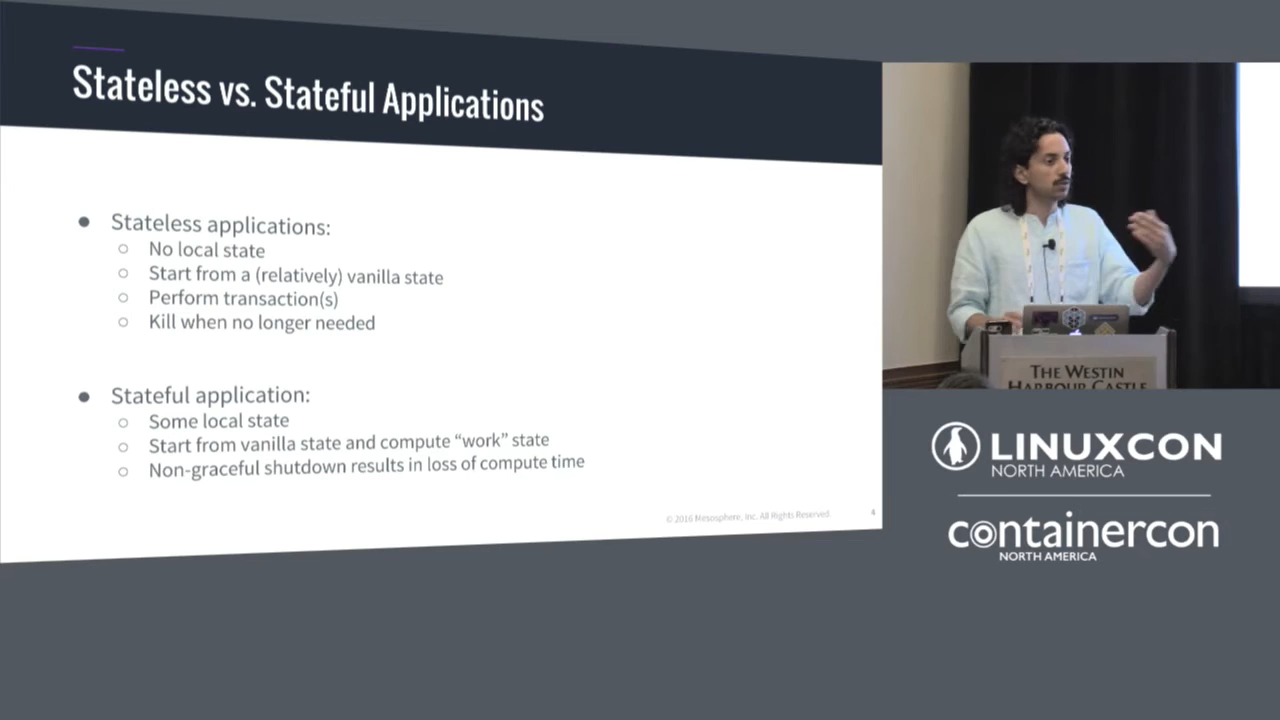 Stateless vs. Stateful Applications
● Stateless applications:
○ No local state
○ Start from a (relatively) vanilla state
○ Perform transaction(s)
○ Kill when no longer needed
● Stateful application:
○ Some local state
○ Start from vanilla state and compute “work” state
○ Non-graceful shutdown results in loss of compute time
© 2016 Mesosphere, Inc. All Rights Reserved.
4
THE WESTIN
HARBOUR CASTLE
LINUXCON
NORTH AMERICA
containercon
NORTH AMERICA